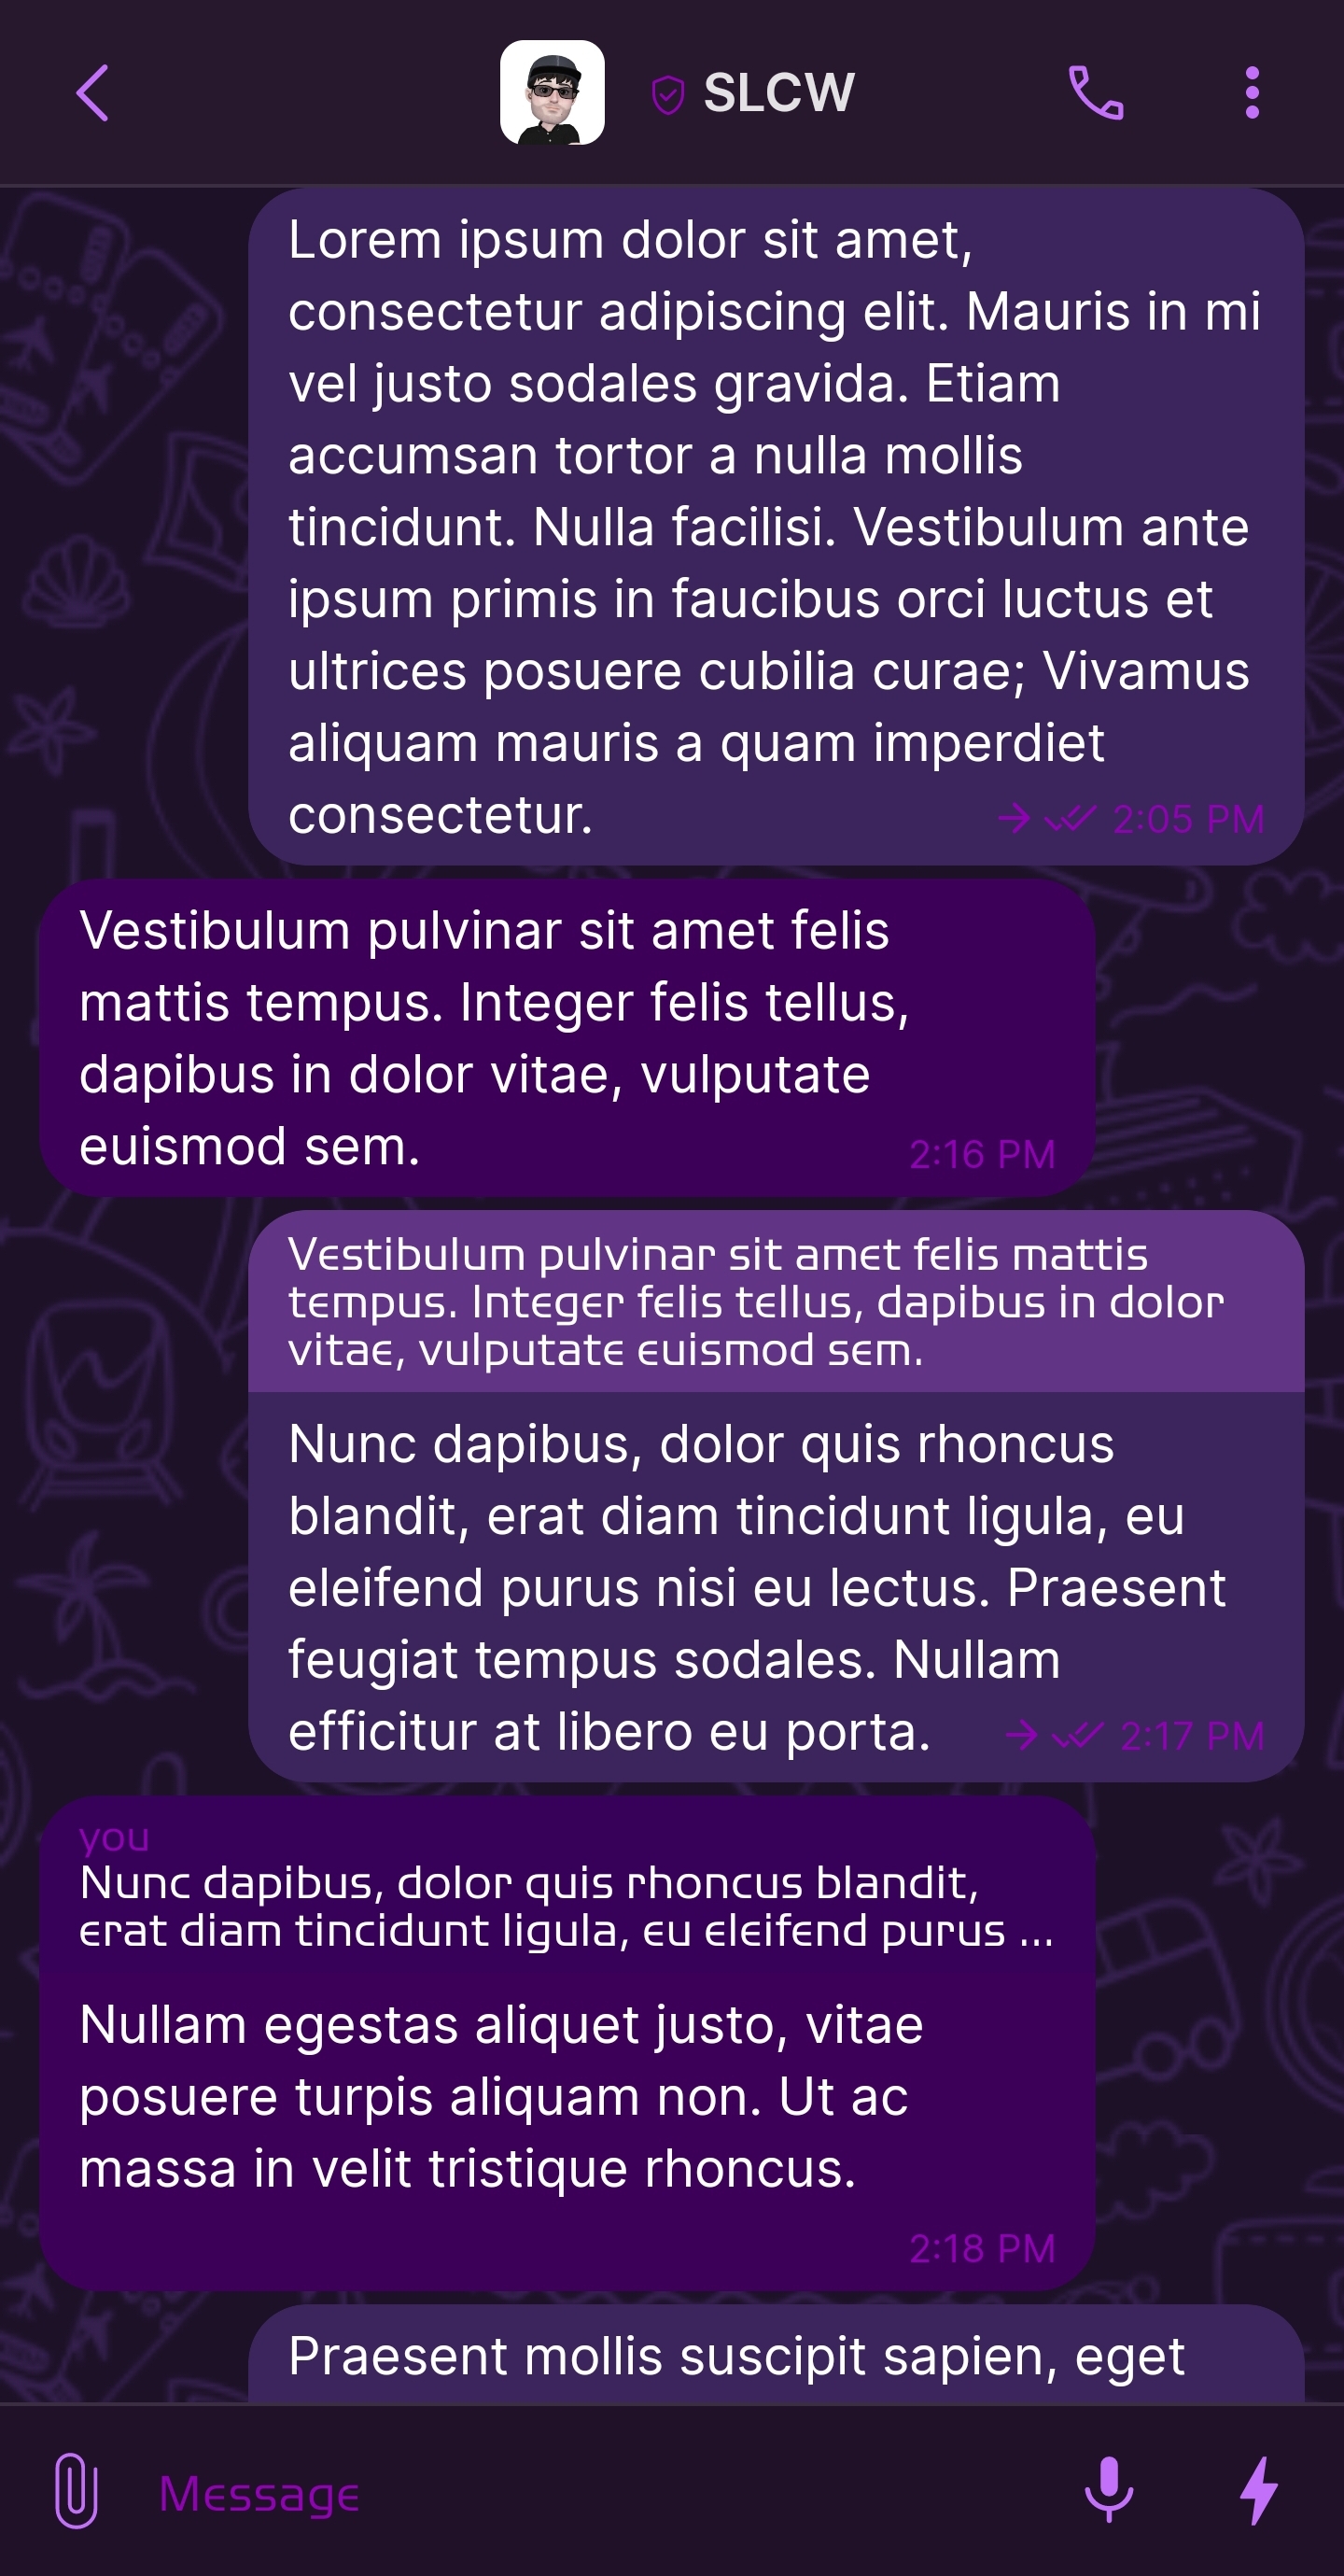 SLCW
Lorem ipsum dolor sit amet,
consectetur adipiscing elit. Mauris in mi
vel justo sodales gravida. Etiam
accumsan tortor a nulla mollis
tincidunt. Nulla facilisi. Vestibulum ante
ipsum primis in faucibus orci luctus et
ultrices posuere cubilia curae; Vivamus
aliquam mauris a quam imperdiet
consectetur.
2:05 PM
Vestibulum pulvinar sit amet felis
mattis tempus. Integer felis tellus,
dapibus in dolor vitae, vulputate
euismod sem.
2:16 PM
Vestibulum pulvinar sit amet felis mattis
tempus. Integer felis tellus, dapibus in dolor
vitae, vulputate euismod sem.
Nunc dapibus, dolor quis rhoncus
blandit, erat diam tincidunt ligula, eu
eleifend purus nisi eu lectus. Praesent
feugiat tempus sodales. Nullam
efficitur at libero eu porta.
2:17 PM
you
Nunc dapibus, dolor quis rhoncus blandit,
erat diam tincidunt ligula, eu eleifend purus ...
Nullam egestas aliquet justo, vitae
posuere turpis aliquam non. Ut ac
massa in velit tristique rhoncus.
2:18 PM
Praesent mollis suscipit sapien, eget
Message